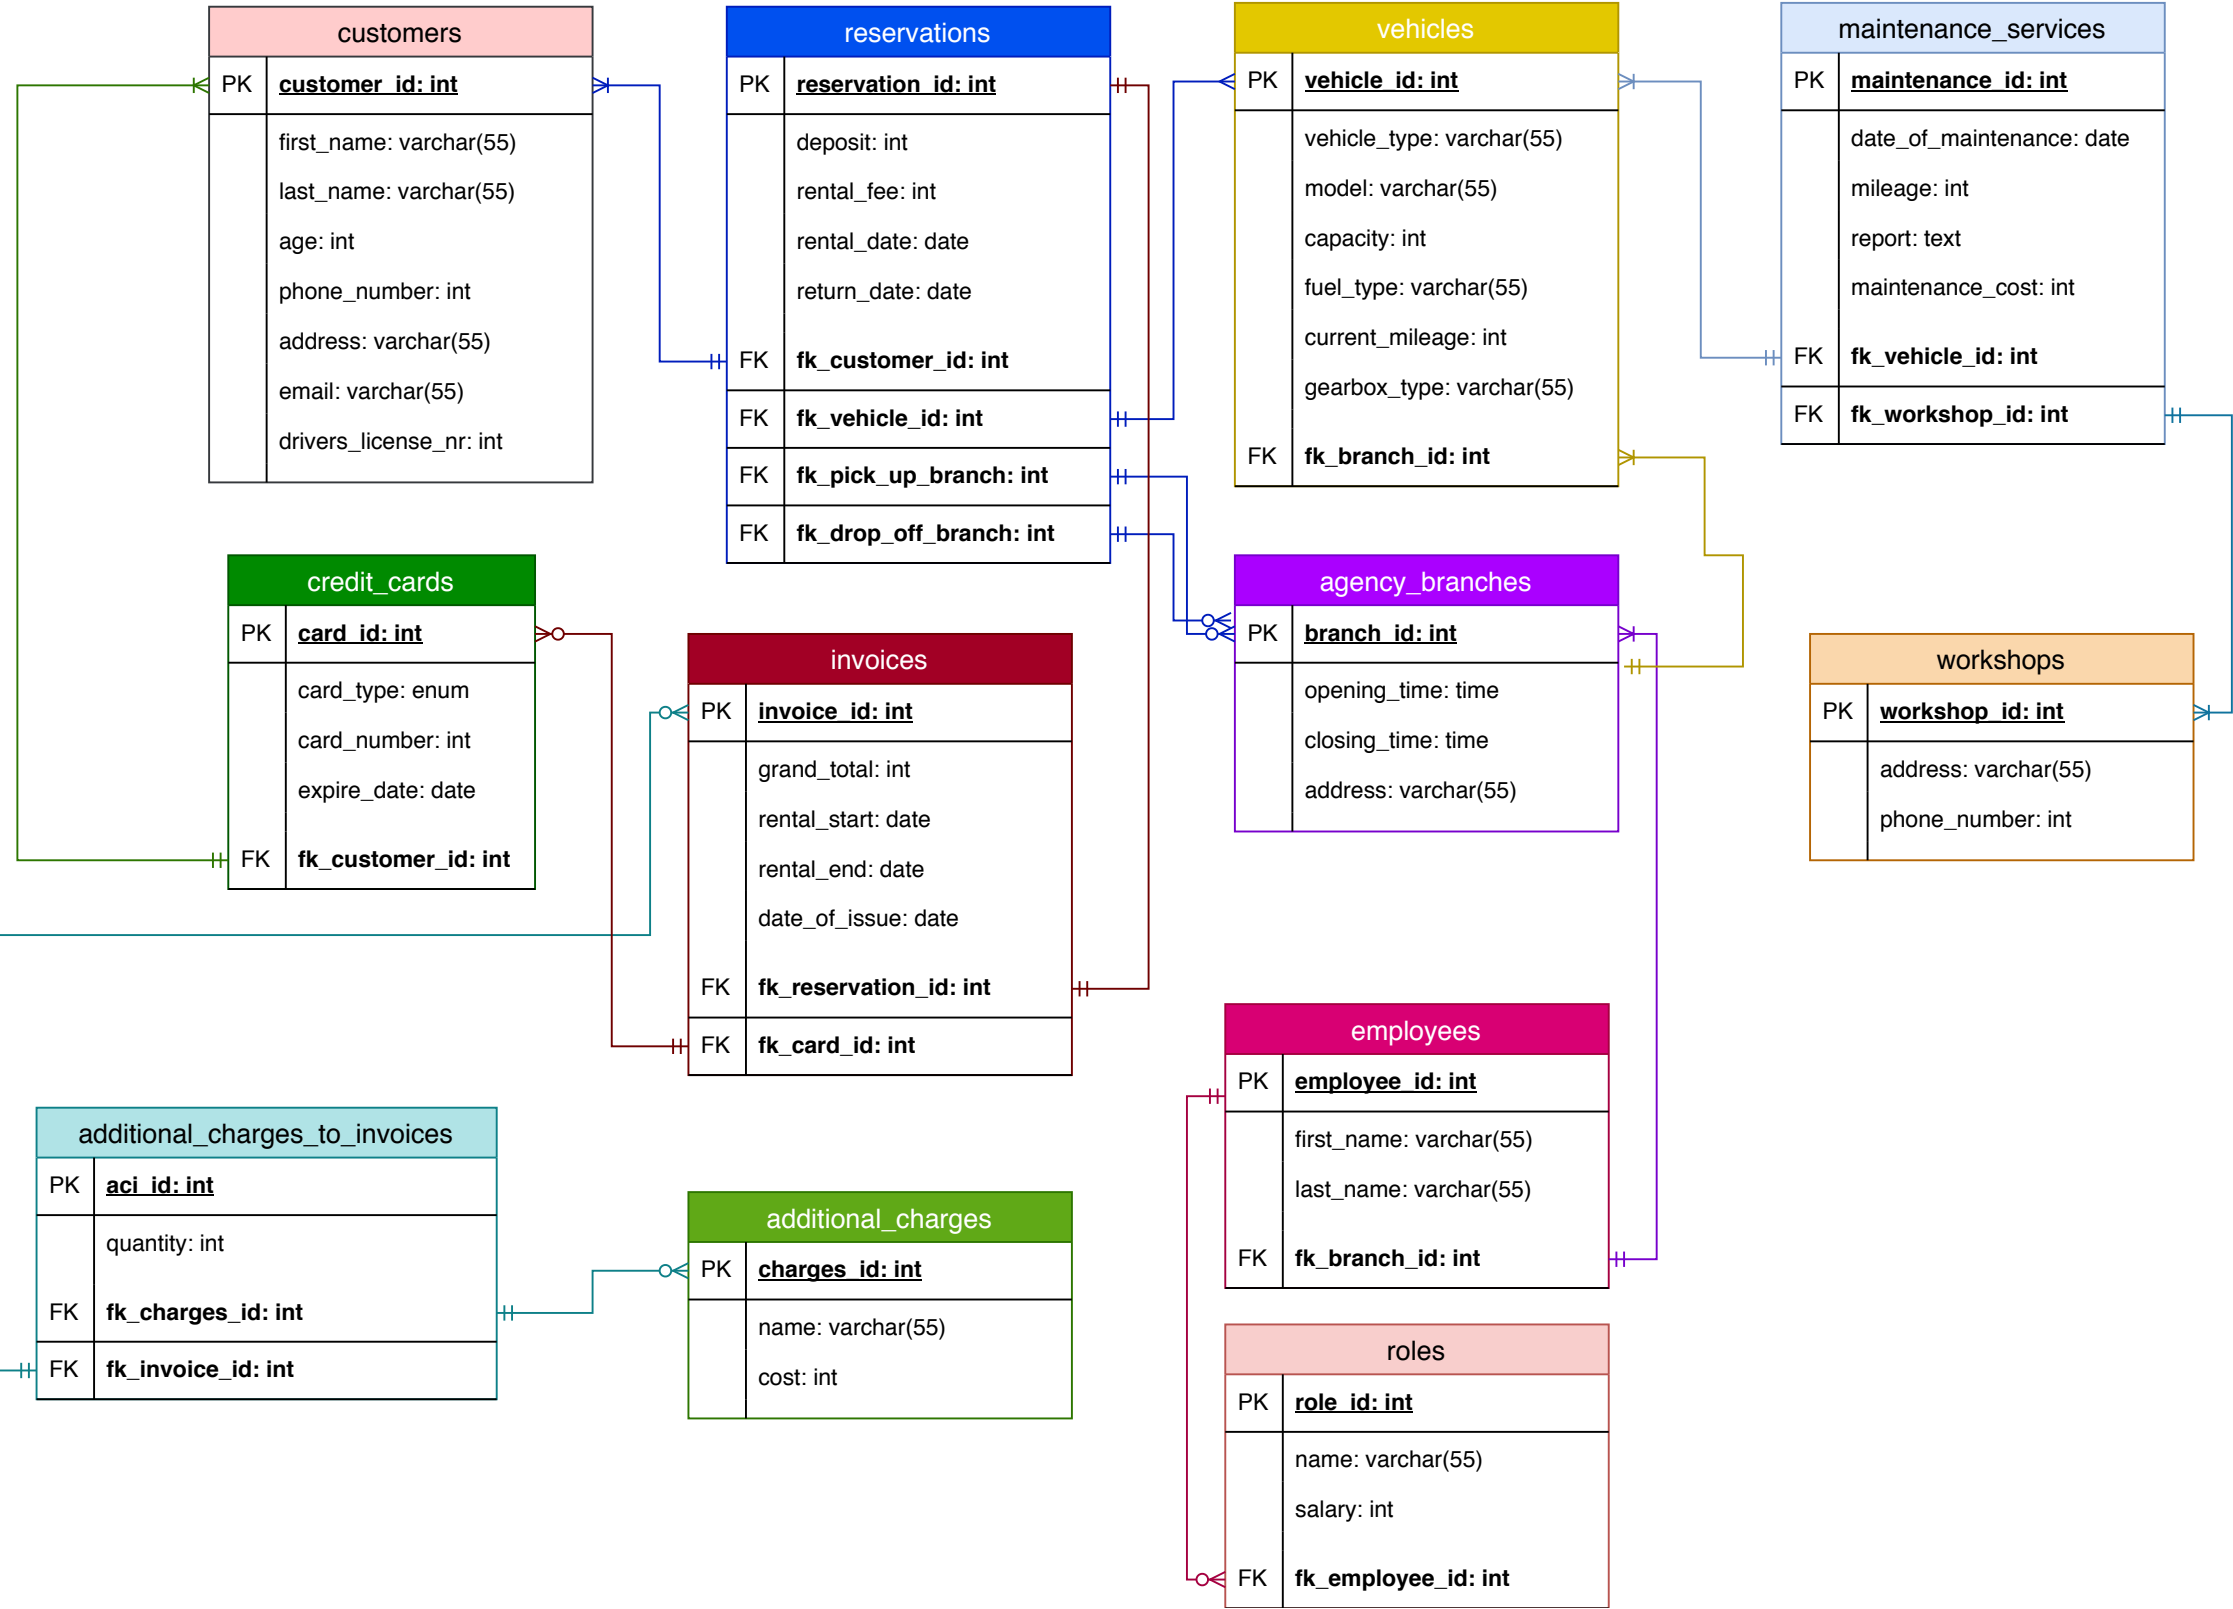 customers
PK customer_id: int
first_name: varchar(55)
last_name: varchar(55)
age: int
phone_number: int
address: varchar(55)
email: varchar(55)
drivers_license_nr: int
reservations
PK reservation_id: int
deposit: int
rental_fee: int
rental_date: date
return_date: date
FK fk_customer_id: int
FK fk_vehicle_id: int
FK fk_pick_up_branch: int
FK fk_drop_off_branch: int
vehicles
PK vehicle_id: int
vehicle_type: varchar(55)
model: varchar(55)
capacity: int
fuel_type: varchar(55)
current_mileage: int
gearbox_type: varchar(55)
FK fk_branch_id: int
maintenance_services
PK maintenance_id: int
date_of_maintenance: date
mileage: int
report: text
maintenance_cost: int
FK fk_vehicle_id: int
FK fk_workshop_id: int
credit_cards
PK card_id: int
card_type: enum
card_number: int
expire_date: date
FK fk_customer_id: int
invoices
PK invoice_id: int
grand_total: int
rental_start: date
rental_end: date
date_of_issue: date
FK fk_reservation_id: int
FK fk_card_id: int
agency_branches
PK branch_id: int
opening_time: time
closing_time: time
address: varchar(55)
workshops
PK workshop_id: int
address: varchar(55)
phone_number: int
additional_charges_to_invoices
PK aci_id: int
quantity: int
FK fk_charges_id: int
FK fk_invoice_id: int
additional_charges
PK charges_id: int
name: varchar(55)
cost: int
employees
PK employee_id: int
first_name: varchar(55)
last_name: varchar(55)
FK fk_branch_id: int
roles
PK role_id: int
name: varchar(55)
salary: int
FK fk_employee_id: int